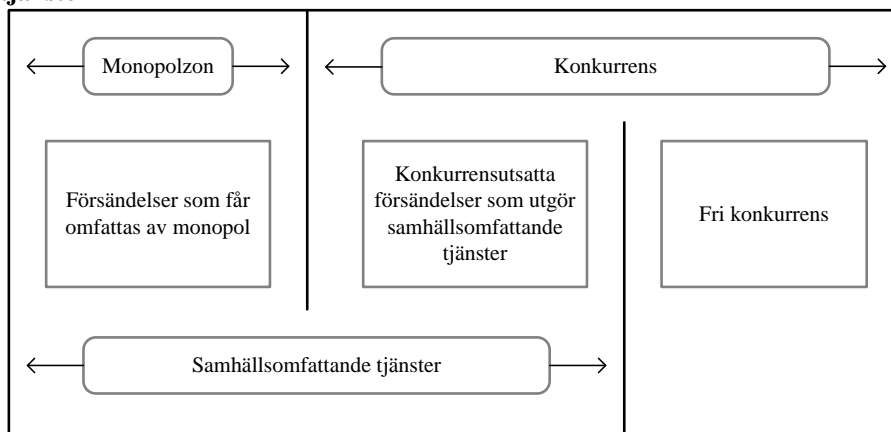 Monopolzon
Konkurrens
Försändelser som får
omfattas av monopol
Konkurrensutsatta
försändelser som utgör
samhällsomfattande
tjänster
Fri konkurrens
Samhällsomfattande tjänster